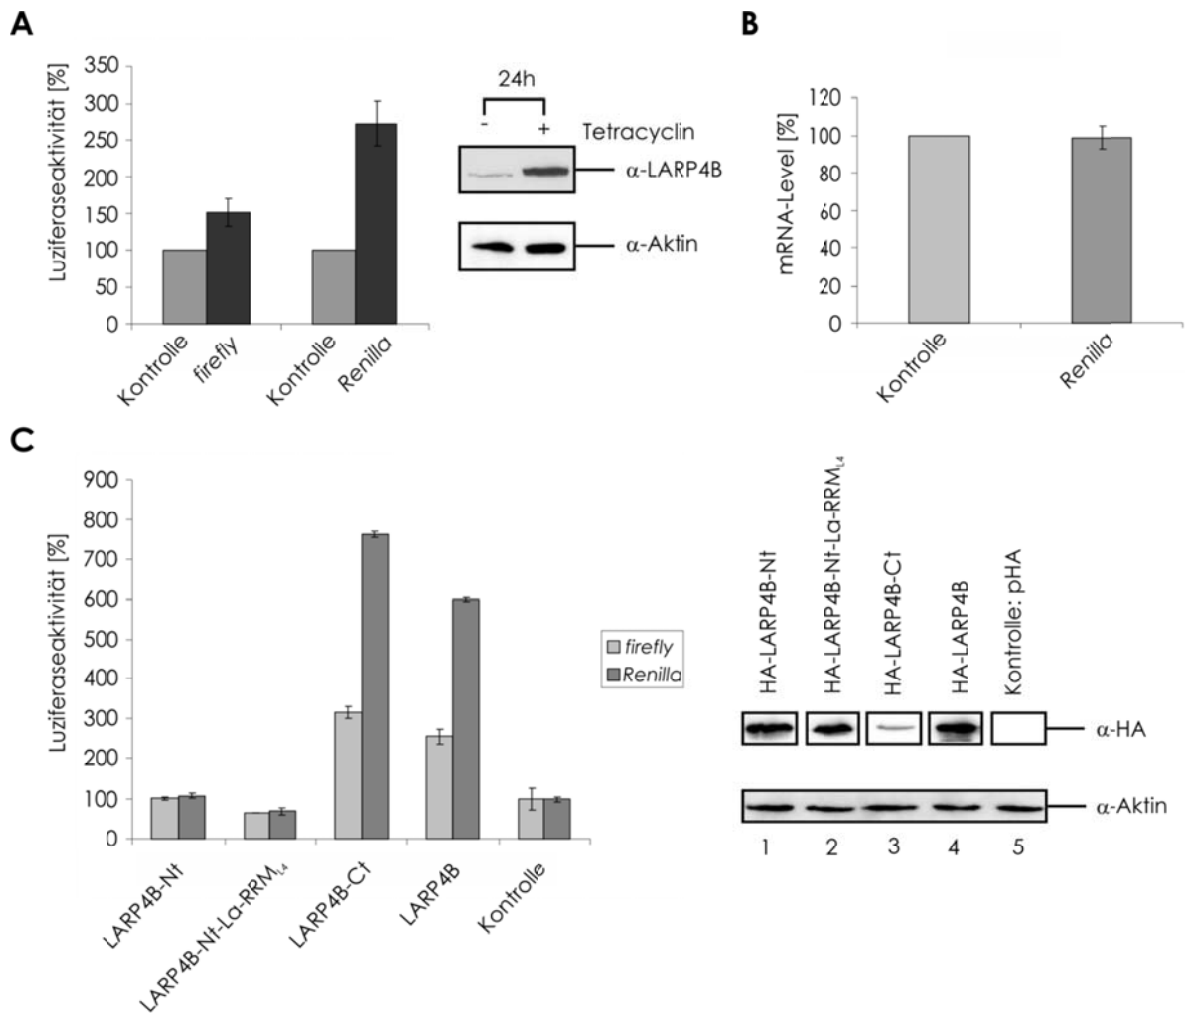 A
Luziferaseaktivität [%]
350
300
250
200
150
100
50
0
Kontrolle
firefly
Kontrolle
Renilla
24h
- + Tetracyclin
α-LARP4B
α-Aktin
B
mRNA-Level [%]
120
100
80
60
40
20
0
Kontrolle
Renilla
C
Luziferaseaktivität [%]
900
800
700
600
500
400
300
200
100
0
LARP4B-Nt
LARP4B-Nt-La-RRML4
LARP4B-Ct
LARP4B
Kontrolle
firefly
Renilla
HA-LARP4B-Nt
HA-LARP4B-Nt-La-RRML4
HA-LARP4B-Ct
HA-LARP4B
Kontrolle: pHA
α-HA
α-Aktin
1 2 3 4 5